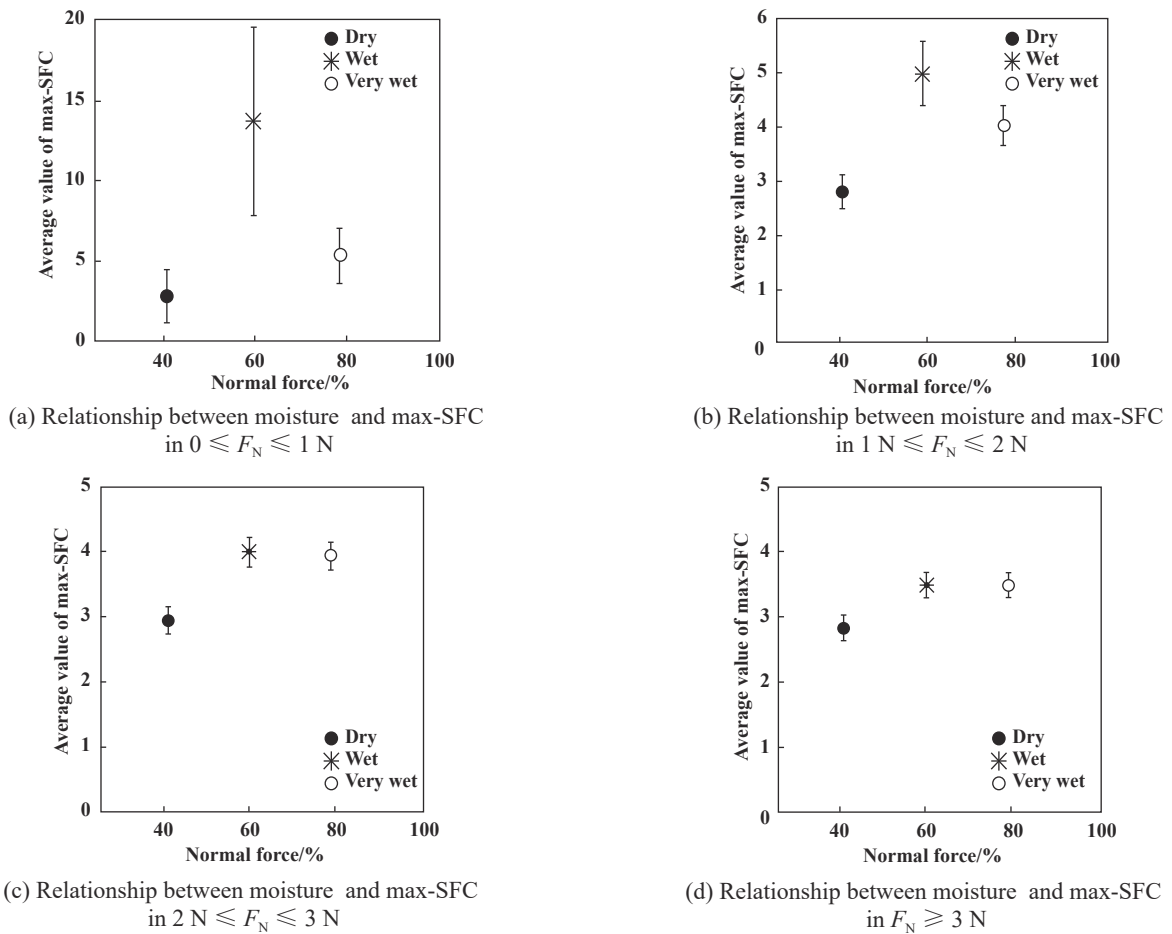 20
15
10
5
0
Average value of max-SFC
Dry
Wet
Very wet
40 60 80 100
Normal force/%
(a) Relationship between moisture and max-SFC
in 0 ≤ F_N ≤ 1 N
6
5
4
3
2
1
0
Average value of max-SFC
Dry
Wet
Very wet
40 60 80 100
Normal force/%
(b) Relationship between moisture and max-SFC
in 1 N ≤ F_N ≤ 2 N
5
4
3
2
1
0
Average value of max-SFC
Dry
Wet
Very wet
40 60 80 100
Normal force/%
(c) Relationship between moisture and max-SFC
in 2 N ≤ F_N ≤ 3 N
5
4
3
2
1
0
Average value of max-SFC
Dry
Wet
Very wet
40 60 80 100
Normal force/%
(d) Relationship between moisture and max-SFC
in F_N ≥ 3 N